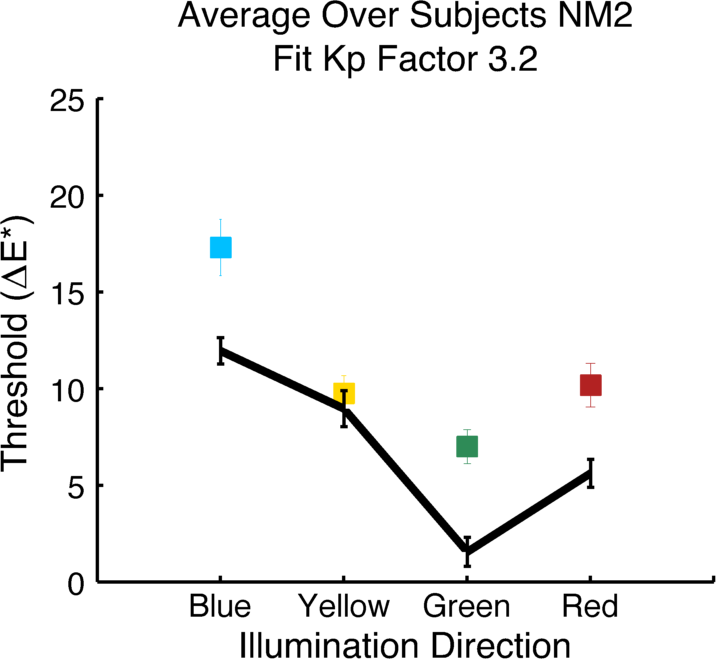 Average Over Subjects NM2
Fit Kp Factor 3.2
Threshold (ΔE*)
25
20
15
10
5
0
Blue Yellow Green Red
Illumination Direction